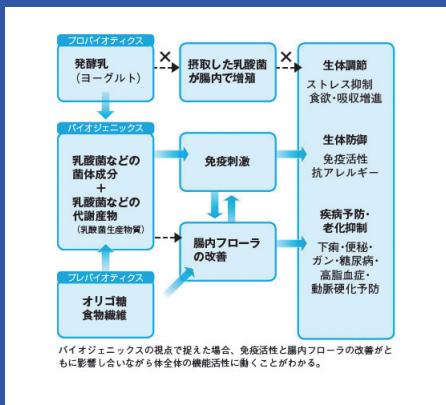 プロバイオティクス
発酵乳
（ヨーグルト）
×
摂取した乳酸菌
が腸内で増殖
×
生体調節
ストレス抑制
食欲・吸収増進
バイオジェニックス
乳酸菌などの
菌体成分
＋
乳酸菌などの
代謝産物
（乳酸菌生産物質）
免疫刺激
生体防御
免疫活性
抗アレルギー
腸内フローラ
の改善
疾病予防・
老化抑制
下痢・便秘・
ガン・糖尿病・
高脂血症・
動脈硬化予防
プレバイオティクス
オリゴ糖
食物繊維
バイオジェニックスの視点で捉えた場合、免疫活性と腸内フローラの改善がと
もに影響し合いながら体全体の機能活性に働くことがわかる。